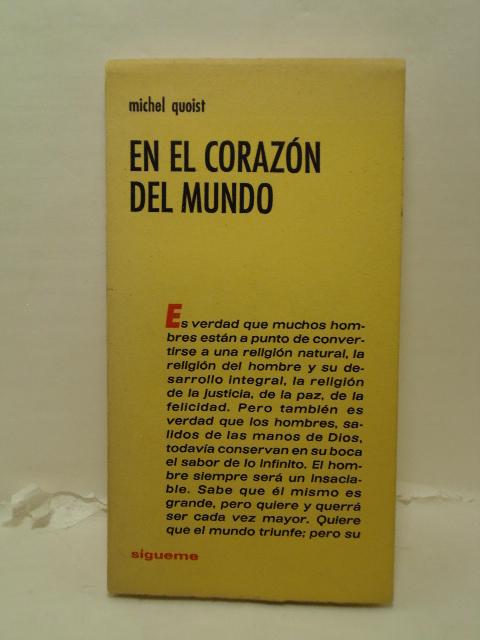 michel quoist
EN EL CORAZÓN
DEL MUNDO
Es verdad que muchos hom-
bres están a punto de conver-
tirse a una religión natural, la
religión del hombre y su de-
sarrollo integral, la religión
de la justicia, de la paz, de la
felicidad. Pero también es
verdad que los hombres, sa-
lidos de las manos de Dios,
todavía conservan en su boca
el sabor de lo infinito. El hom-
bre siempre será un insacia-
ble. Sabe que él mismo es
grande, pero quiere y querrá
ser cada vez mayor. Quiere
que el mundo triunfe; pero su
sígueme